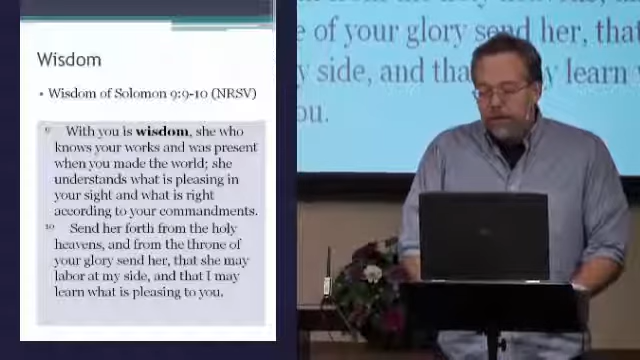 Wisdom
• Wisdom of Solomon 9:9-10 (NRSV)
9 With you is wisdom, she who
knows your works and was present
when you made the world; she
understands what is pleasing in
your sight and what is right
according to your commandments.
10 Send her forth from the holy
heavens, and from the throne of
your glory send her, that she may
labor at my side, and that I may
learn what is pleasing to you.
e of your glory send her, that
y side, and that my learn
ou.